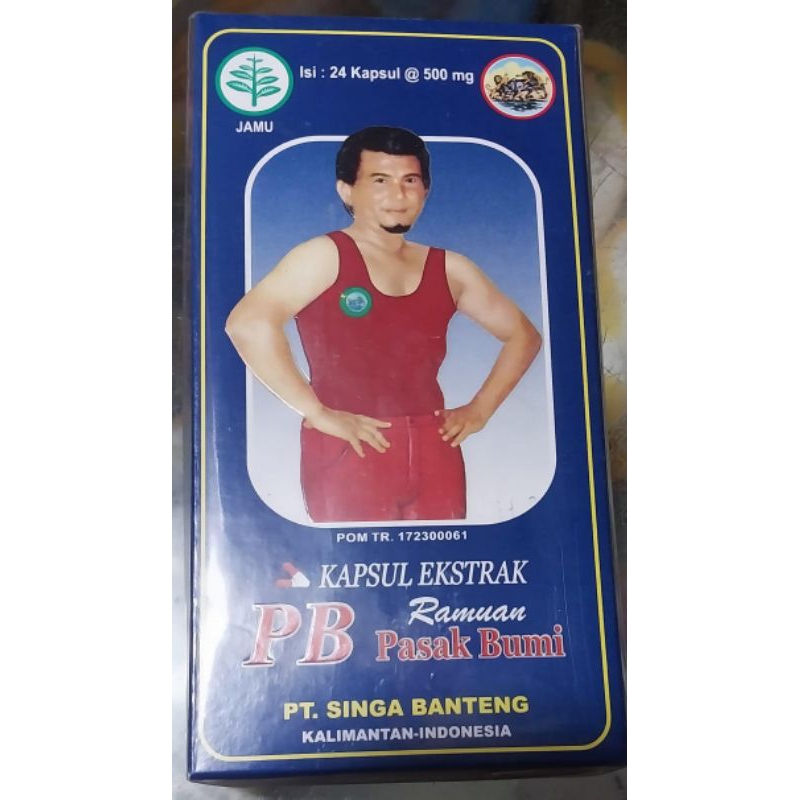 Isi : 24 Kapsul @ 500 mg
JAMU
POM TR. 172300061
KAPSUL EKSTRAK
PB Ramuan
Pasak Bumi
PT. SINGA BANTENG
KALIMANTAN-INDONESIA